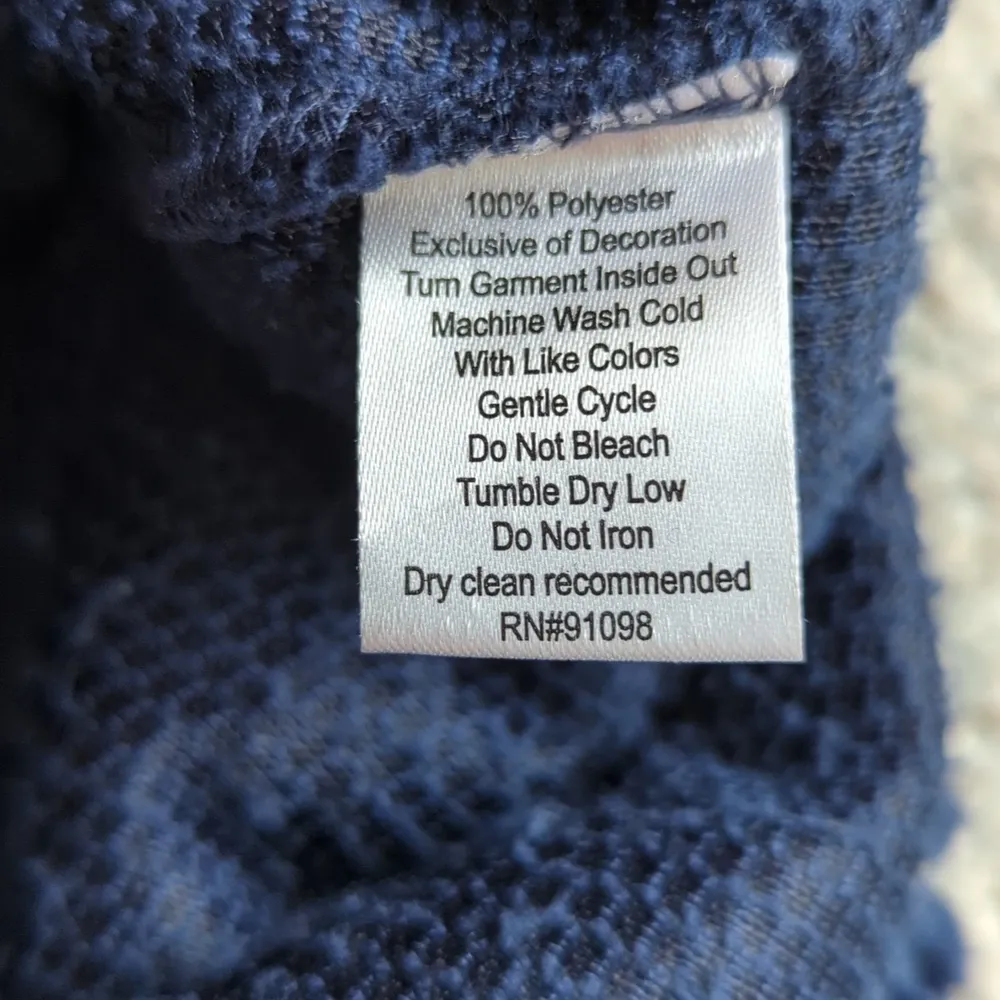 100% Polyester
Exclusive of Decoration
Turn Garment Inside Out
Machine Wash Cold
With Like Colors
Gentle Cycle
Do Not Bleach
Tumble Dry Low
Do Not Iron
Dry clean recommended
RN#91098